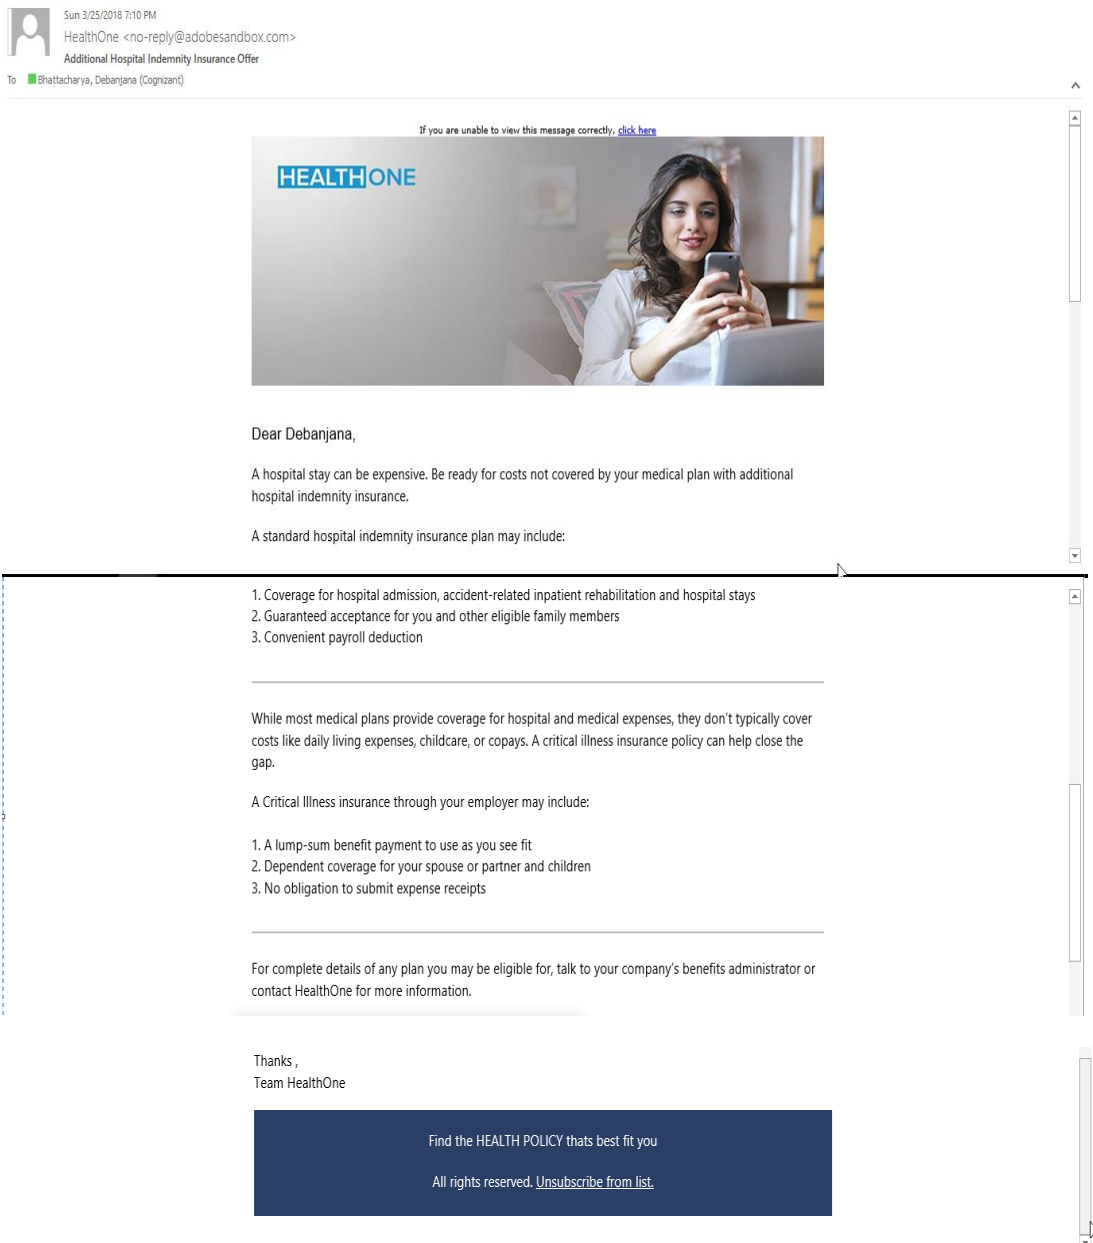 Sun 3/25/2018 7:10 PM
HealthOne <no-reply@adobesandbox.com>
Additional Hospital Indemnity Insurance Offer
To Bhattacharya, Debanjana (Cognizant)
If you are unable to view this message correctly, click here
HEALTHONE
Dear Debanjana,
A hospital stay can be expensive. Be ready for costs not covered by your medical plan with additional
hospital indemnity insurance.
A standard hospital indemnity insurance plan may include:
1. Coverage for hospital admission, accident-related inpatient rehabilitation and hospital stays
2. Guaranteed acceptance for you and other eligible family members
3. Convenient payroll deduction
While most medical plans provide coverage for hospital and medical expenses, they don't typically cover
costs like daily living expenses, childcare, or copays. A critical illness insurance policy can help close the
gap.
A Critical Illness insurance through your employer may include:
1. A lump-sum benefit payment to use as you see fit
2. Dependent coverage for your spouse or partner and children
3. No obligation to submit expense receipts
For complete details of any plan you may be eligible for, talk to your company's benefits administrator or
contact HealthOne for more information.
Thanks ,
Team HealthOne
Find the HEALTH POLICY thats best fit you
All rights reserved. Unsubscribe from list.